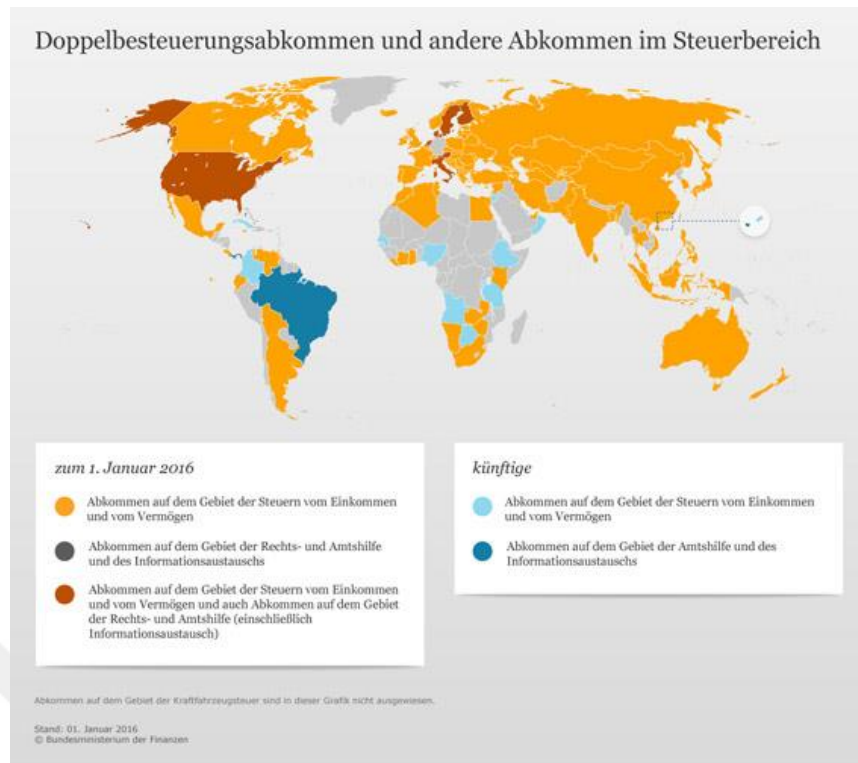 Doppelbesteuerungsabkommen und andere Abkommen im Steuerbereich
zum 1. Januar 2016
Abkommen auf dem Gebiet der Steuern vom Einkommen
und vom Vermögen
Abkommen auf dem Gebiet der Rechts- und Amtshilfe
und des Informationsaustauschs
Abkommen auf dem Gebiet der Steuern vom Einkommen
und vom Vermögen und auch Abkommen auf dem Gebiet
der Rechts- und Amtshilfe (einschließlich
Informationsaustausch)
künftige
Abkommen auf dem Gebiet der Steuern vom Einkommen
und vom Vermögen
Abkommen auf dem Gebiet der Amtshilfe und des
Informationsaustauschs
Abkommen auf dem Gebiet der Kraftfahrzeugsteuer sind in dieser Grafik nicht ausgewiesen.
Stand: 01. Januar 2016
© Bundesministerium der Finanzen